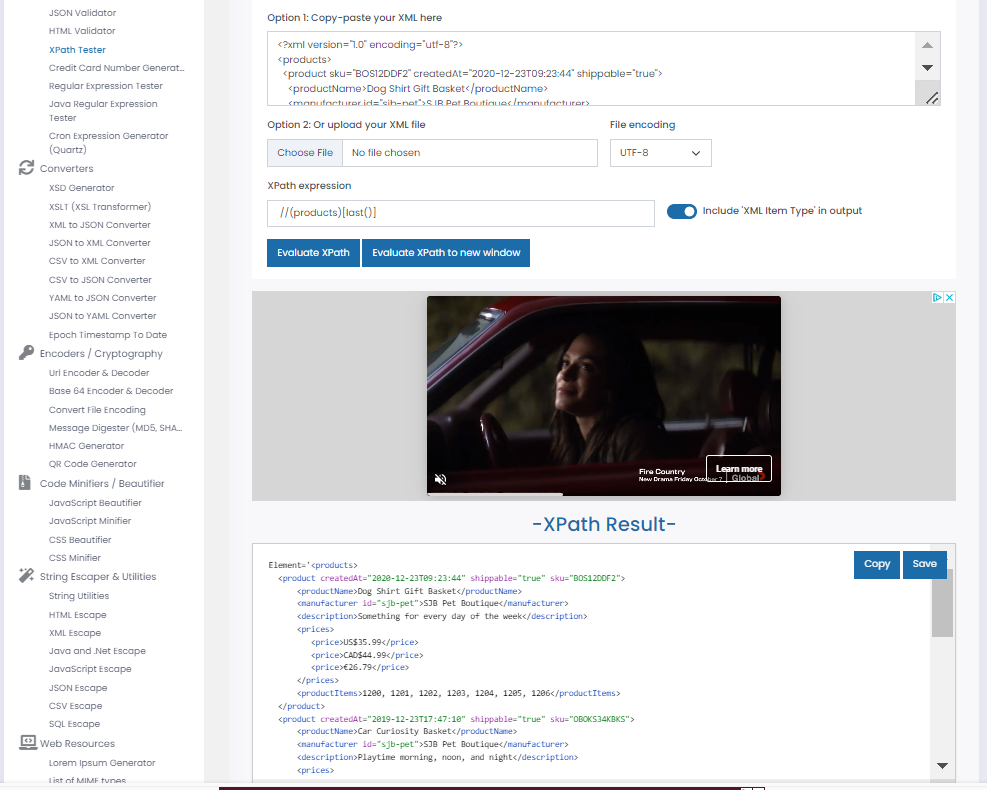 JSON Validator
HTML Validator
XPath Tester
Credit Card Number Generat...
Regular Expression Tester
Java Regular Expression
Tester
Cron Expression Generator
(Quartz)
Converters
XSD Generator
XSLT (XSL Transformer)
XML to JSON Converter
JSON to XML Converter
CSV to XML Converter
CSV to JSON Converter
YAML to JSON Converter
JSON to YAML Converter
Epoch Timestamp To Date
Encoders / Cryptography
Url Encoder & Decoder
Base 64 Encoder & Decoder
Convert File Encoding
Message Digester (MD5, SHA...
HMAC Generator
QR Code Generator
Code Minifiers / Beautifier
JavaScript Beautifier
JavaScript Minifier
CSS Beautifier
CSS Minifier
String Escaper & Utilities
String Utilities
HTML Escape
XML Escape
Java and .Net Escape
JavaScript Escape
JSON Escape
CSV Escape
SQL Escape
Web Resources
Lorem Ipsum Generator
List of MIME types
Option 1: Copy-paste your XML here
<?xml version="1.0" encoding="utf-8"?>
<products>
<product sku="BOS12DDF2" createdAt="2020-12-23T09:23:44" shippable="true">
<productName>Dog Shirt Gift Basket</productName>
<manufacturer id="sjb-pet">SJB Pet Boutique</manufacturer>
Option 2: Or upload your XML file
File encoding
Choose File No file chosen
UTF-8
XPath expression
//(products)[last()]
Include 'XML Item Type' in output
Evaluate XPath
Evaluate XPath to new window
Fire Country
New Drama Friday October 7 | Global
Learn more
-XPath Result-
Copy
Save
Element='<products>
<product createdAt="2020-12-23T09:23:44" shippable="true" sku="BOS12DDF2">
<productName>Dog Shirt Gift Basket</productName>
<manufacturer id="sjb-pet">SJB Pet Boutique</manufacturer>
<description>Something for every day of the week</description>
<prices>
<price>US$35.99</price>
<price>CAD$44.99</price>
<price>€26.79</price>
</prices>
<productItems>1200, 1201, 1202, 1203, 1204, 1205, 1206</productItems>
</product>
<product createdAt="2019-12-23T17:47:10" shippable="true" sku="OBOKS34KBKS">
<productName>Car Curiosity Basket</productName>
<manufacturer id="sjb-pet">SJB Pet Boutique</manufacturer>
<description>Playtime morning, noon, and night</description>
<prices>